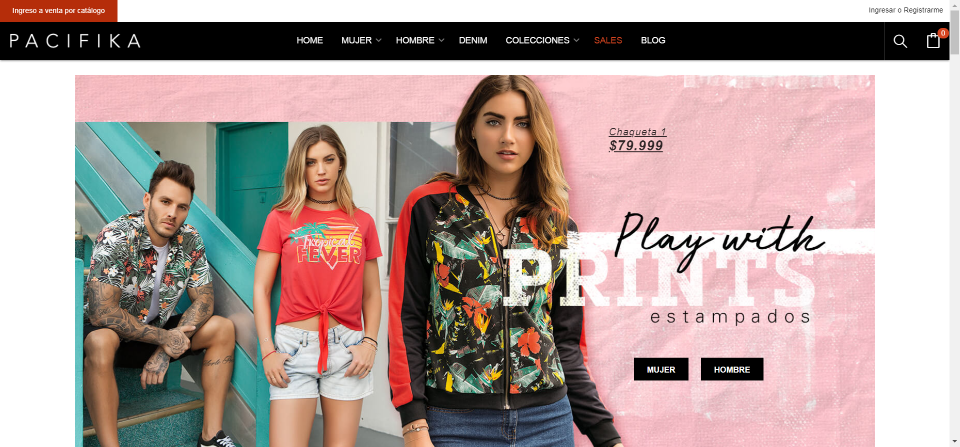 Ingreso a venta por catálogo
Ingresar o Registrarme
PACIFIKA
HOME MUJER HOMBRE DENIM COLECCIONES SALES BLOG
0
Chaqueta 1
$79.999
Tropicale
FEVER
Play with
PRINTS
estampados
MUJER HOMBRE